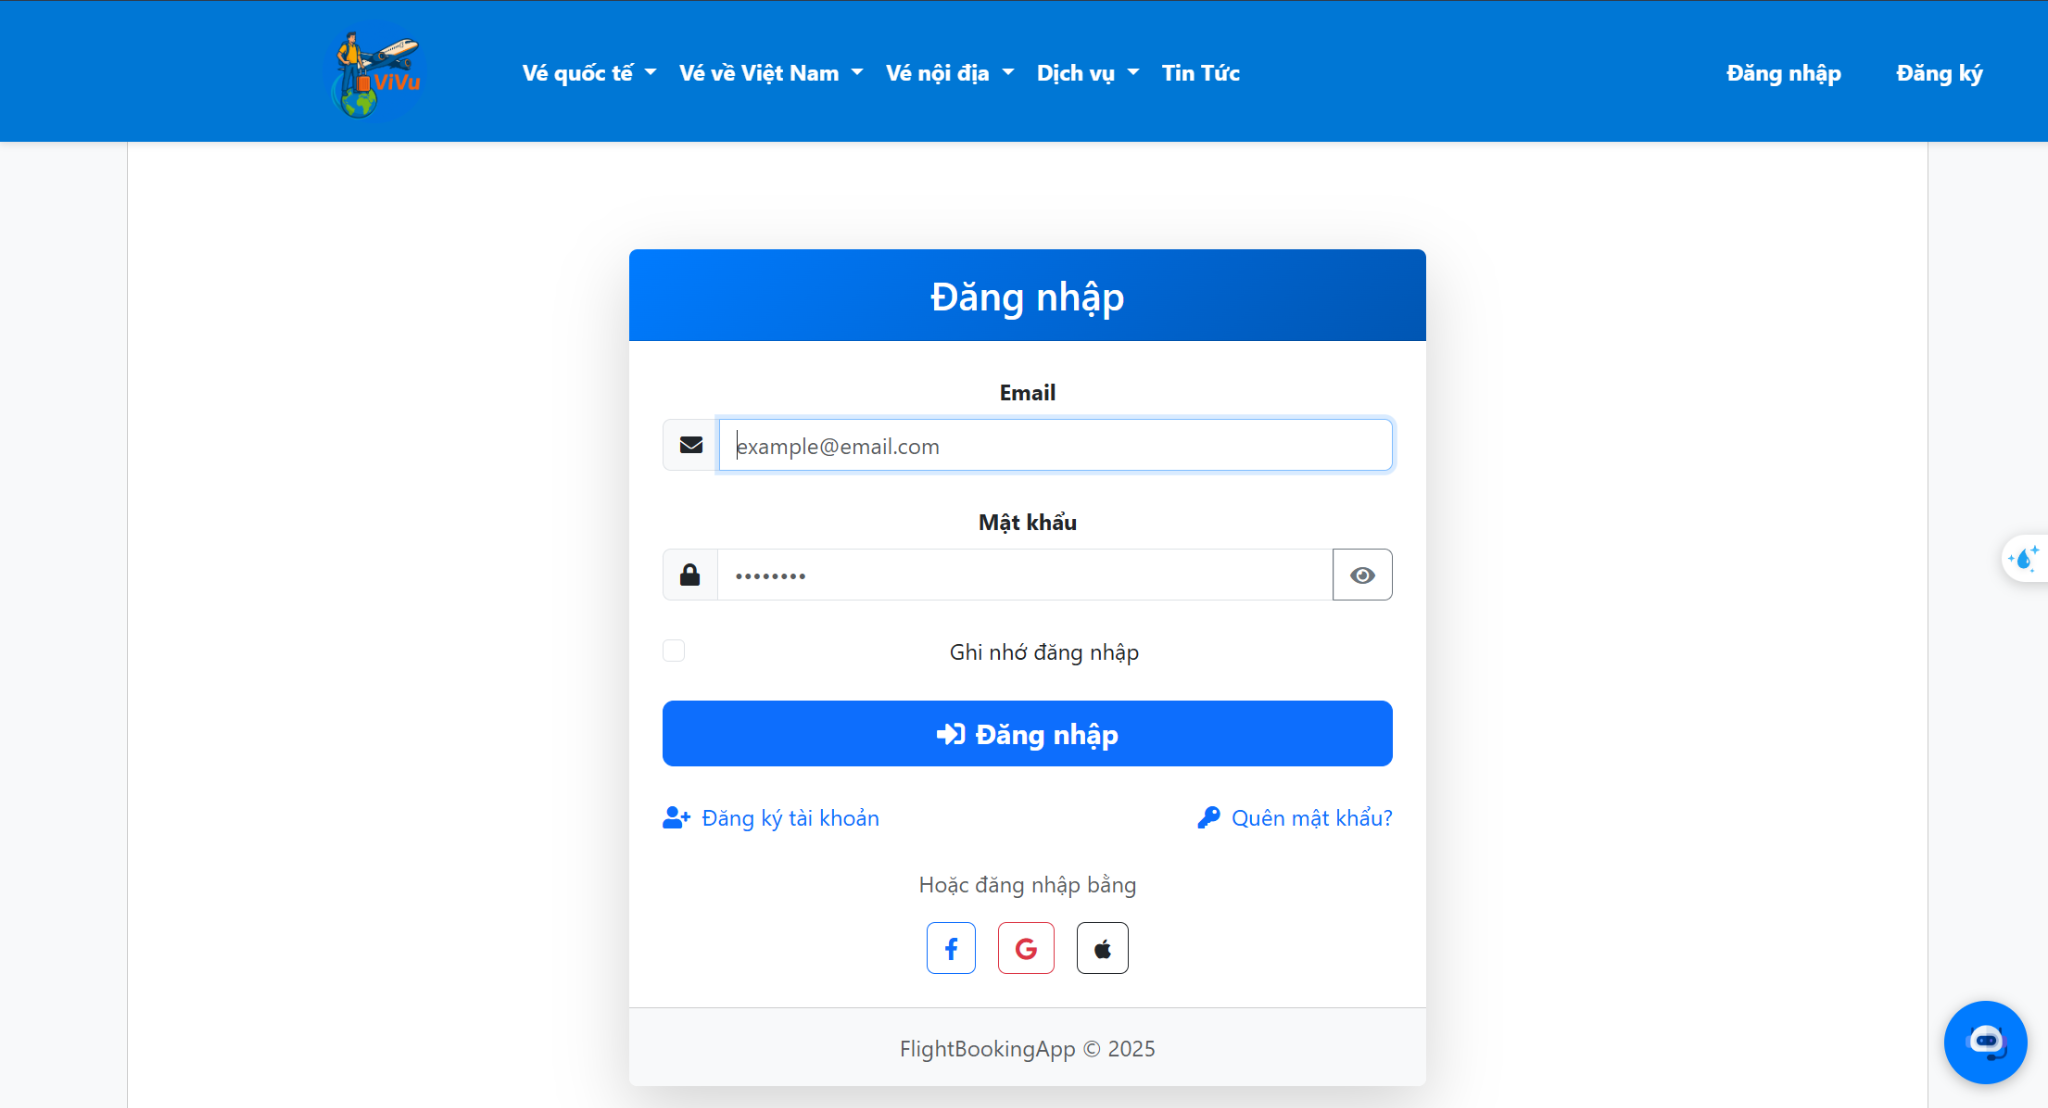 ViVu
Vé quốc tế Vé về Việt Nam Vé nội địa Dịch vụ Tin Tức Đăng nhập Đăng ký
Đăng nhập
Email
example@email.com
Mật khẩu
••••••••
Ghi nhớ đăng nhập
Đăng nhập
Đăng ký tài khoản Quên mật khẩu?
Hoặc đăng nhập bằng
FlightBookingApp © 2025